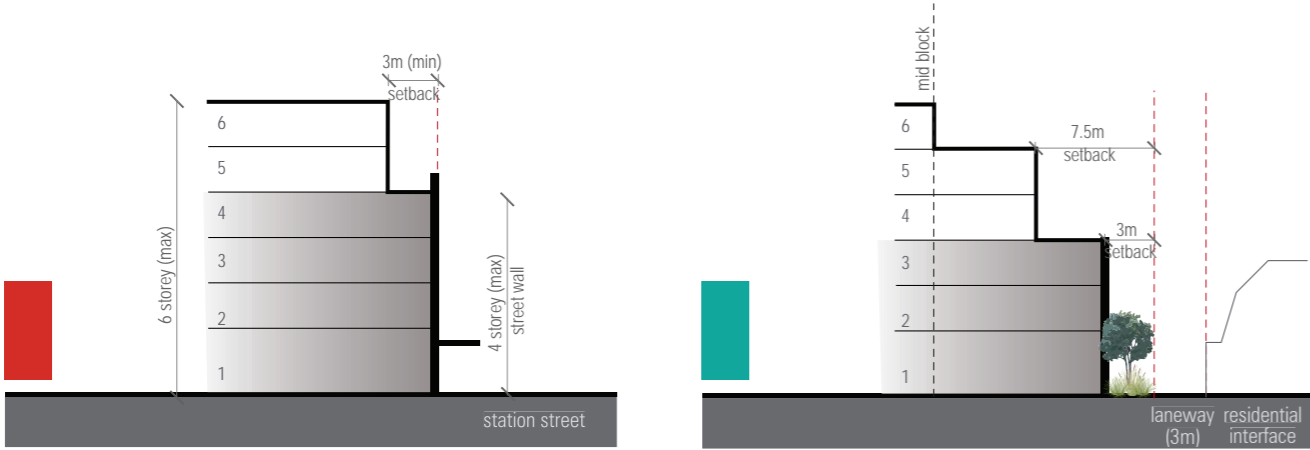 3m (min)
setback
6
5
4
3
2
1
6 storey (max)
4 storey (max)
street wall
station street
mid block
7.5m
setback
3m
setback
6
5
4
3
2
1
laneway
(3m)
residential
interface